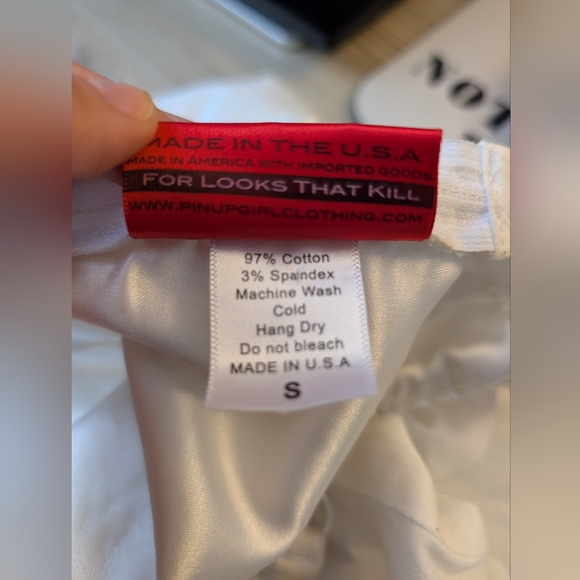 NOT
MADE IN THE U.S.A
MADE IN AMERICA WITH IMPORTED GOODS
FOR LOOKS THAT KILL
WWW.PINUPGIRLCLOTHING.COM
97% Cotton
3% Spandex
Machine Wash
Cold
Hang Dry
Do not bleach
MADE IN U.S.A
S